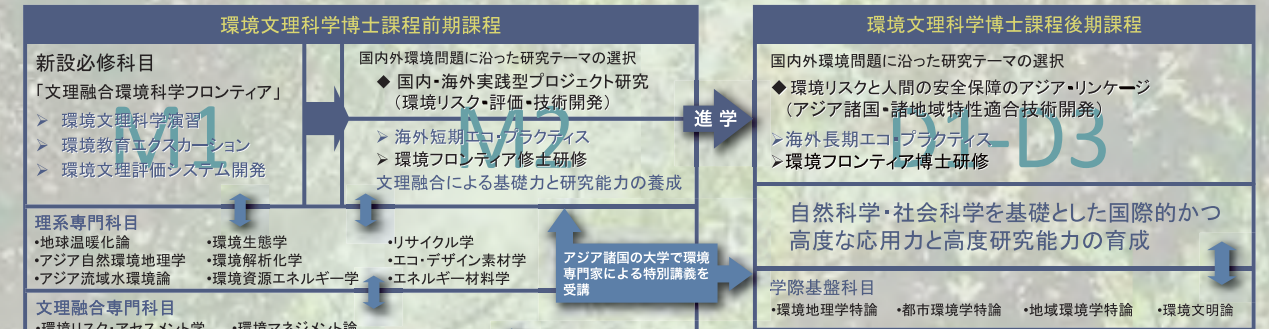 環境文理科学博士課程前期課程
新設必修科目
「文理融合環境科学フロンティア」
➢ 環境文理科学演習
➢ 環境教育エクスカーション
➢ 環境文理評価システム開発
M1
国内外環境問題に沿った研究テーマの選択
◆ 国内・海外実践型プロジェクト研究
（環境リスク・評価・技術開発）
➢ 海外短期エコ・プラクティス
➢ 環境フロンティア修士研修
文理融合による基礎力と研究能力の養成
M2
理系専門科目
・地球温暖化論 ・環境生態学 ・リサイクル学
・アジア自然環境地理学 ・環境解析化学 ・エコ・デザイン素材学
・アジア流域水環境論 ・環境資源エネルギー学 ・エネルギー材料学
文理融合専門科目
・環境リスク・アセスメント学 ・環境マネジメント論
進 学
アジア諸国の大学で環境
専門家による特別講義を
受講
環境文理科学博士課程後期課程
国内外環境問題に沿った研究テーマの選択
◆ 環境リスクと人間の安全保障のアジア・リンケージ
（アジア諸国・諸地域特性適合技術開発）
➢海外長期エコ・プラクティス
➢環境フロンティア博士研修
D1-D3
自然科学・社会科学を基礎とした国際的かつ
高度な応用力と高度研究能力の育成
学際基盤科目
・環境地理学特論 ・都市環境学特論 ・地域環境学特論 ・環境文明論